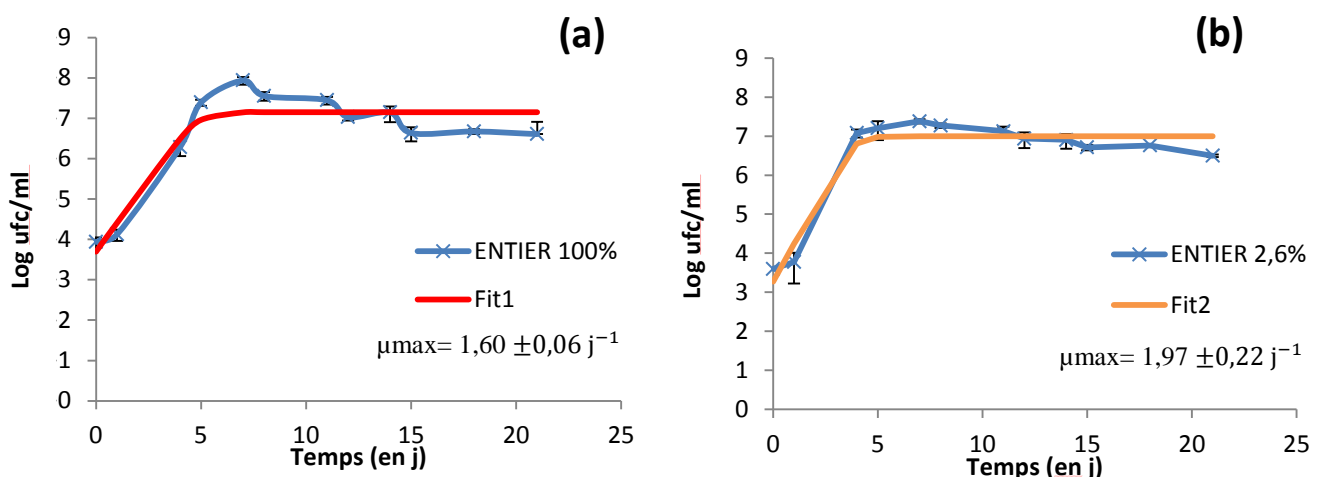 (a)
9
8
7
6
5
4
3
2
1
0
Log ufc/ml
0 5 10 15 20 25
Temps (en j)
ENTIER 100%
Fit1
µmax= 1,60 ±0,06 j⁻¹
(b)
9
8
7
6
5
4
3
2
1
0
Log ufc/ml
0 5 10 15 20 25
Temps (en j)
ENTIER 2,6%
Fit2
µmax= 1,97 ±0,22 j⁻¹